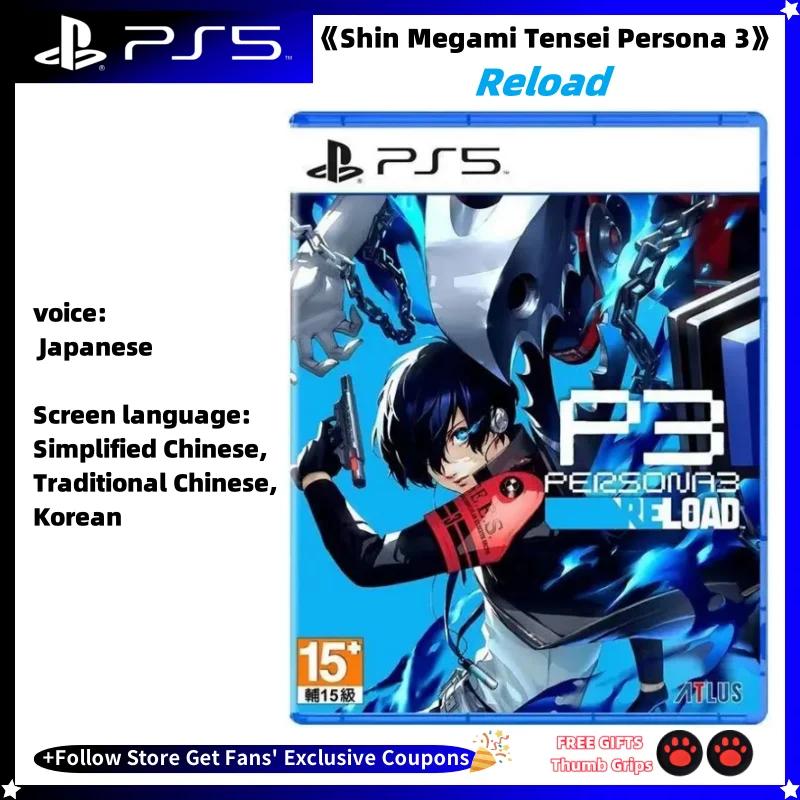 PS5
《Shin Megami Tensei Persona 3》
Reload
PS5
voice:
Japanese
Screen language:
Simplified Chinese,
Traditional Chinese,
Korean
P3
PERSONA3
RELOAD
15+
輔15級
ATLUS
+Follow Store Get Fans' Exclusive Coupons
FREE GIFTS
Thumb Grips